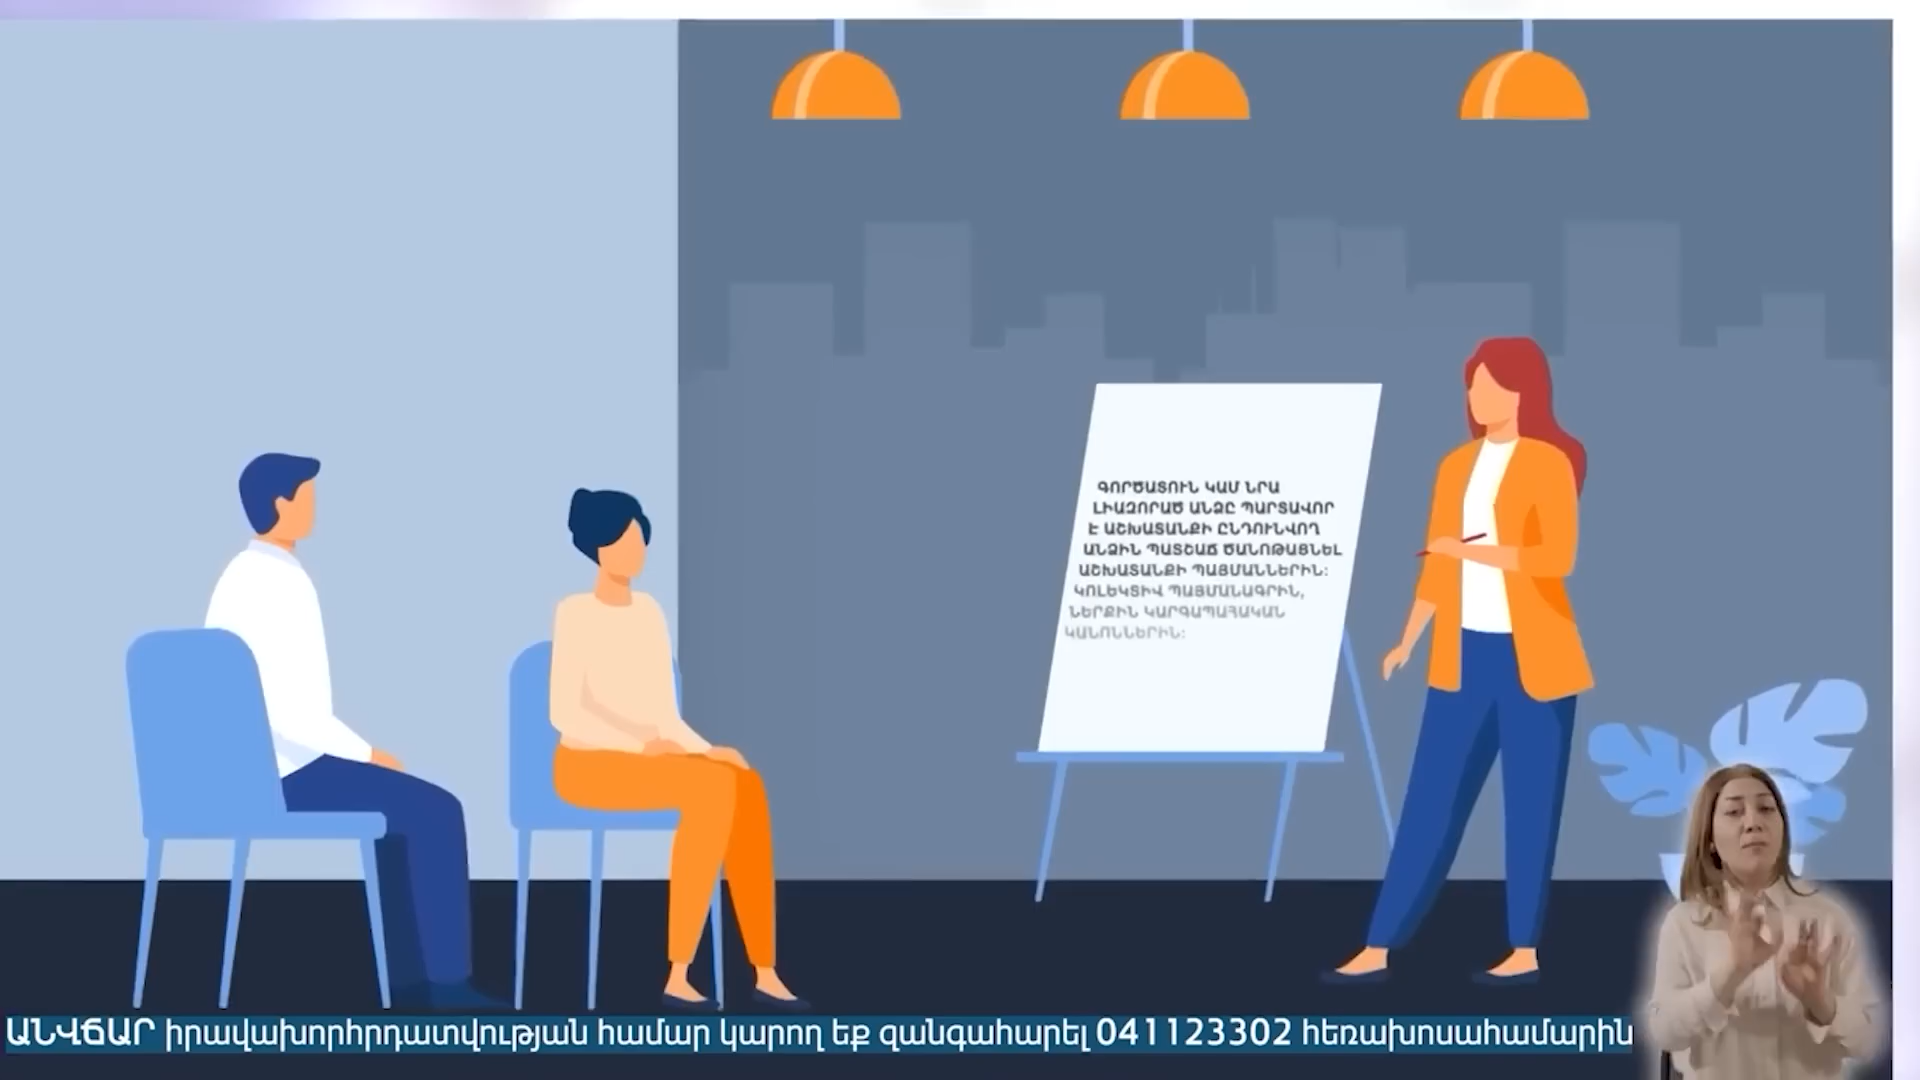 ԳՈՐԾԱՏՈՒՆ ԿԱՄ ՆՐԱ
ԼԻԱԶՈՐԱԾ ԱՆՁԸ ՊԱՐՏԱՎՈՐ
Է ԱՇԽԱՏԱՆՔԻ ԸՆԴՈՒՆՎՈՂ
ԱՆՁԻՆ ՊԱՏՇԱՃ ԾԱՆՈԹԱՑՆԵԼ
ԱՇԽԱՏԱՆՔԻ ՊԱՅՄԱՆՆԵՐԻՆ:
ԿՈԼԵԿՏԻՎ ՊԱՅՄԱՆԱԳՐԻՆ,
ՆԵՐՔԻՆ ԿԱՐԳԱՊԱՀԱԿԱՆ
ԿԱՆՈՆՆԵՐԻՆ:
ԱՆՎՃԱՐ իրավախորհրդատվության համար կարող եք զանգահարել 041123302 հեռախոսահամարին